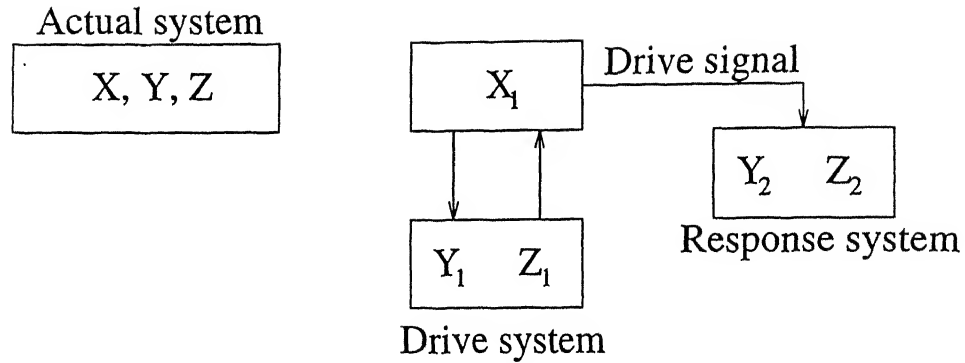 Actual system
X, Y, Z
X₁
Drive signal
Y₂ Z₂
Response system
Y₁ Z₁
Drive system